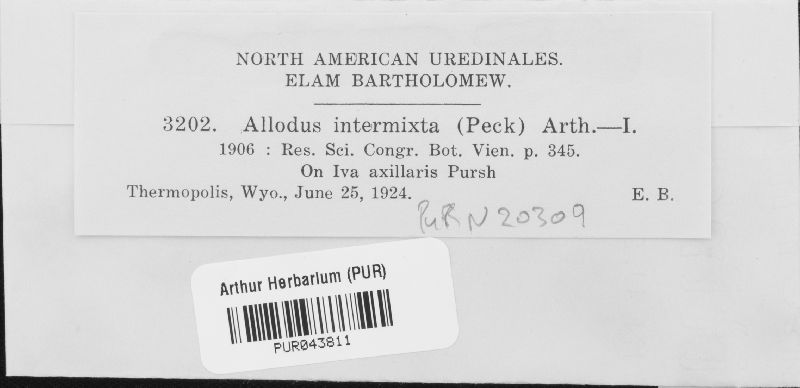 NORTH AMERICAN UREDINALES.
ELAM BARTHOLOMEW.
3202. Allodus intermixta (Peck) Arth.—I.
1906 : Res. Sci. Congr. Bot. Vien. p. 345.
On Iva axillaris Pursh
Thermopolis, Wyo., June 25, 1924. E. B.
PUR N20309
Arthur Herbarium (PUR)
PUR043811